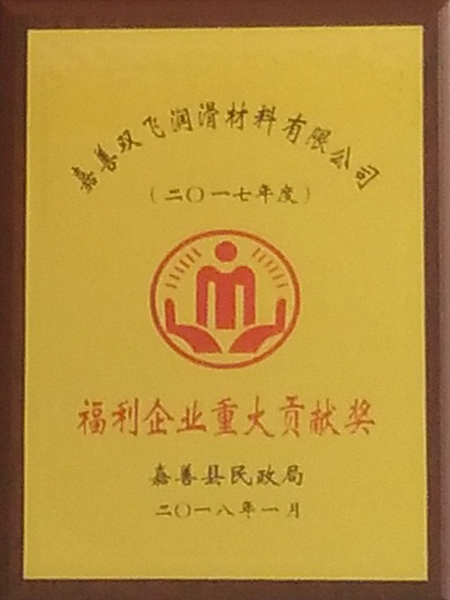 嘉善双飞润滑材料有限公司
（二〇一七年度）
福利企业重大贡献奖
嘉善县民政局
二〇一八年一月